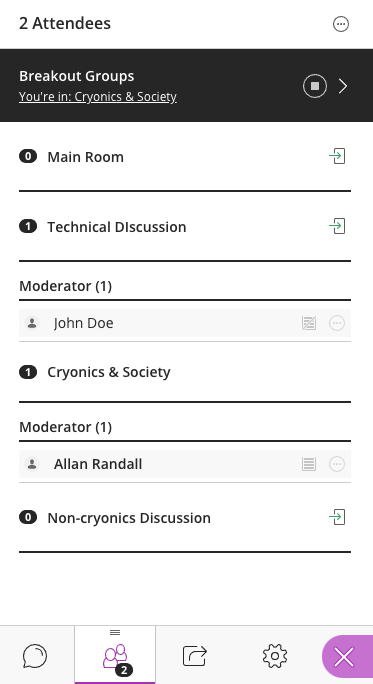 2 Attendees
Breakout Groups
You're in: Cryonics & Society
0 Main Room
1 Technical DIscussion
Moderator (1)
John Doe
1 Cryonics & Society
Moderator (1)
Allan Randall
0 Non-cryonics Discussion
2